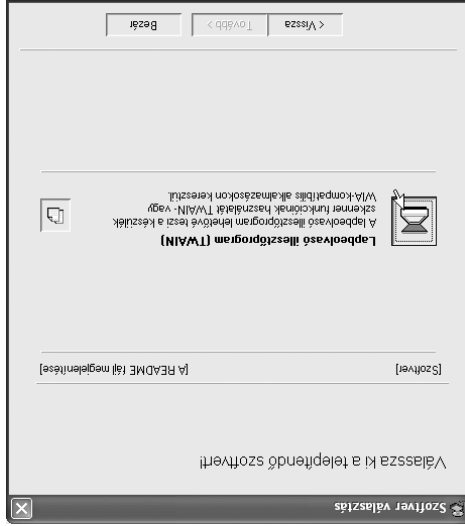 Szoftver választás
Válassza ki a telepítendő szoftvert!
[Szoftver] [A README fájl megjelenítése]
Lapbeolvasó illesztőprogram (TWAIN)
A lapbeolvasó illesztőprogram lehetővé teszi a készülék
szkenner funkcióinak használatát TWAIN- vagy
WIA-kompatibilis alkalmazásokon keresztül.
< Vissza Tovább > Bezár